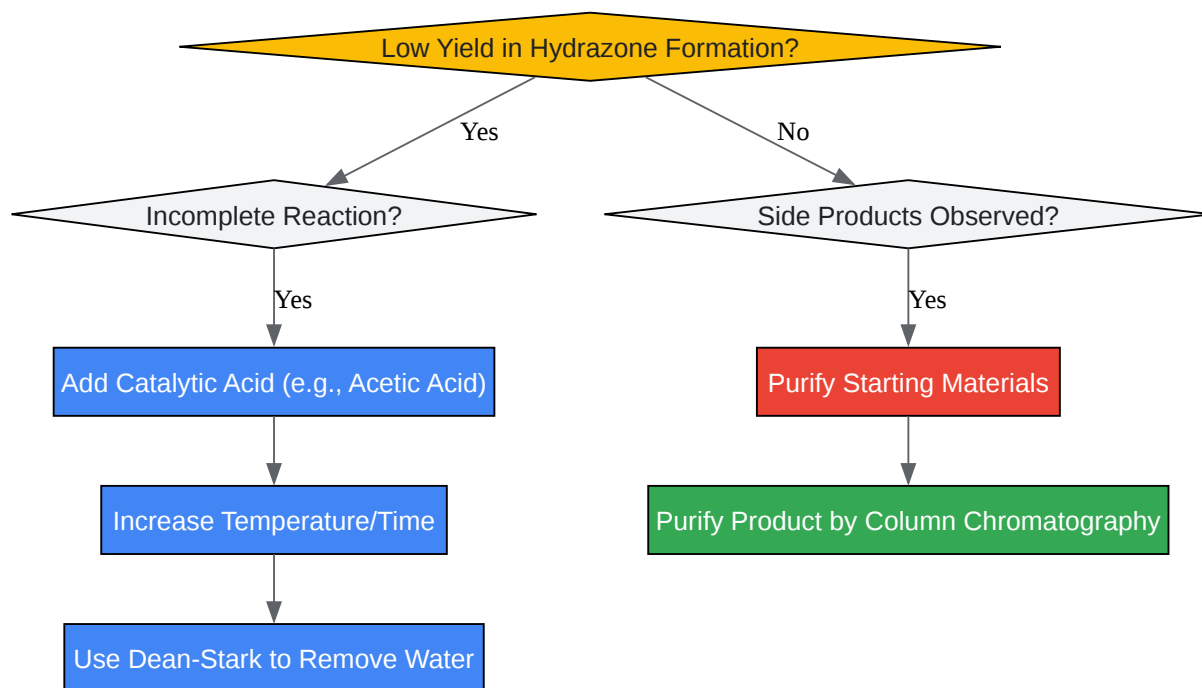 Low Yield in Hydrazone Formation?
Yes
No
Incomplete Reaction?
Side Products Observed?
Yes
Yes
Add Catalytic Acid (e.g., Acetic Acid)
Purify Starting Materials
Increase Temperature/Time
Purify Product by Column Chromatography
Use Dean-Stark to Remove Water